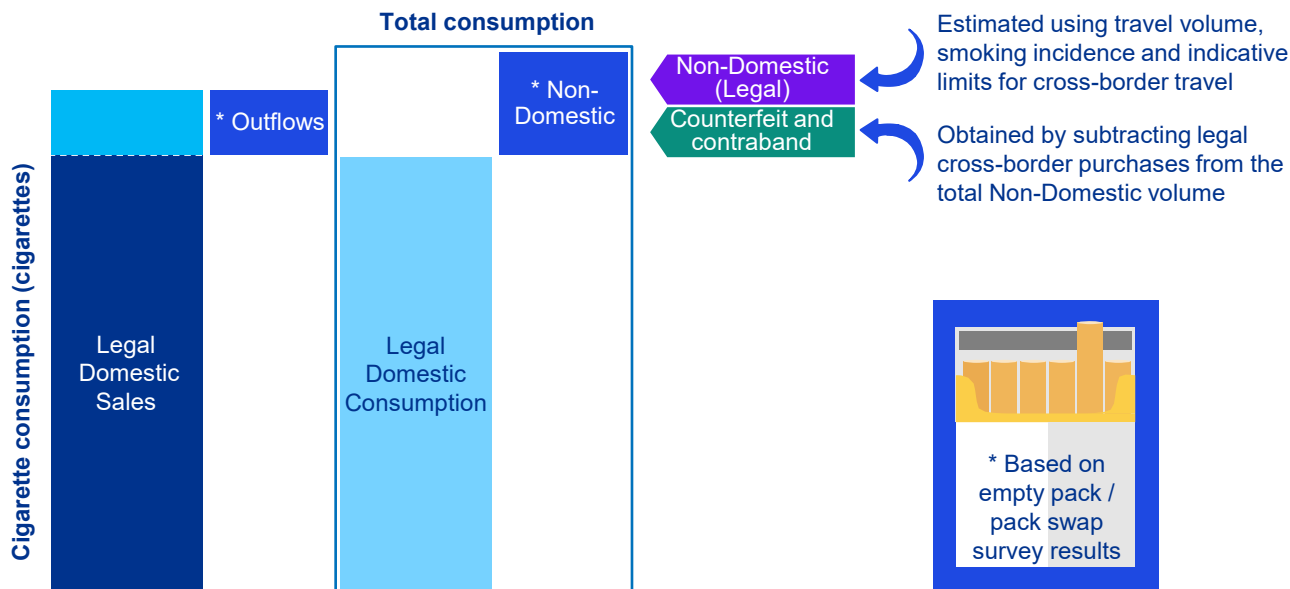 Total consumption
Cigarette consumption (cigarettes)
Legal
Domestic
Sales
* Outflows
Legal
Domestic
Consumption
* Non-
Domestic
Non-Domestic
(Legal)
Counterfeit and
contraband
Estimated using travel volume,
smoking incidence and indicative
limits for cross-border travel
Obtained by subtracting legal
cross-border purchases from the
total Non-Domestic volume
* Based on
empty pack /
pack swap
survey results